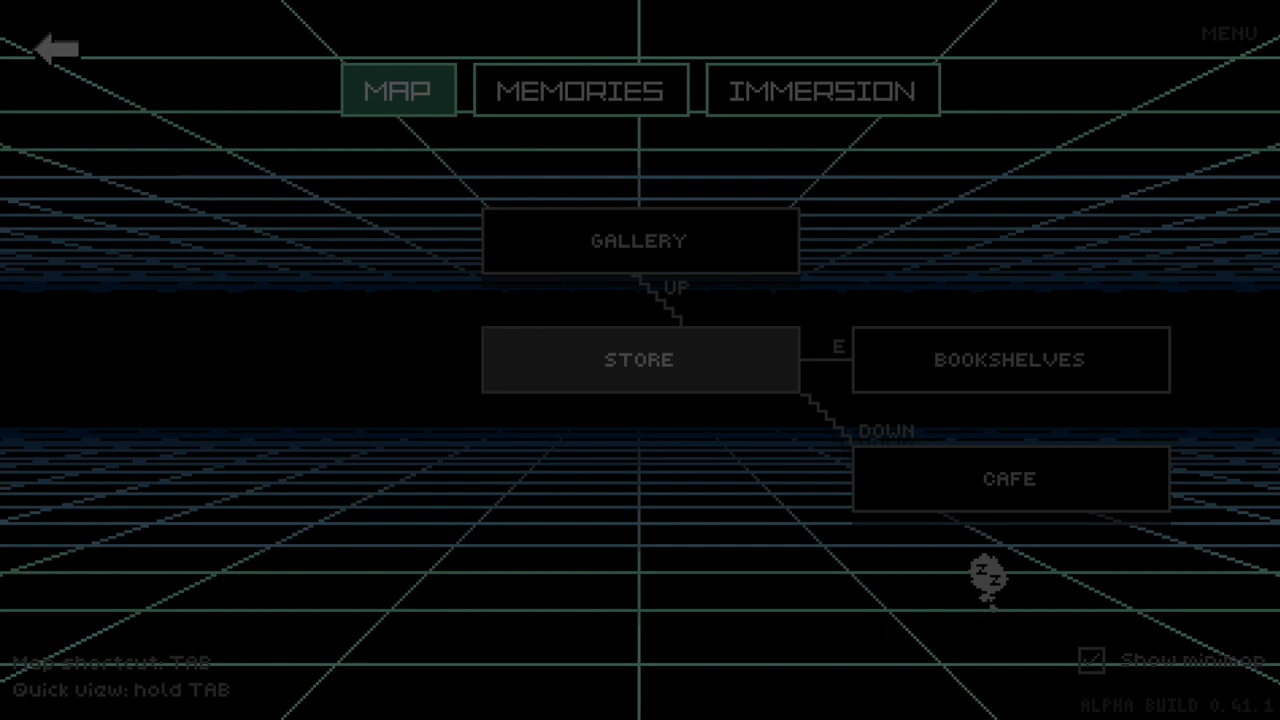 MENU
MAP
MEMORIES
IMMERSION
GALLERY
UP
STORE
E
BOOKSHELVES
DOWN
CAFE
Z
Z
Map shortcut: TAB
Show minimap
Quick view: hold TAB
ALPHA BUILD 0.41.1